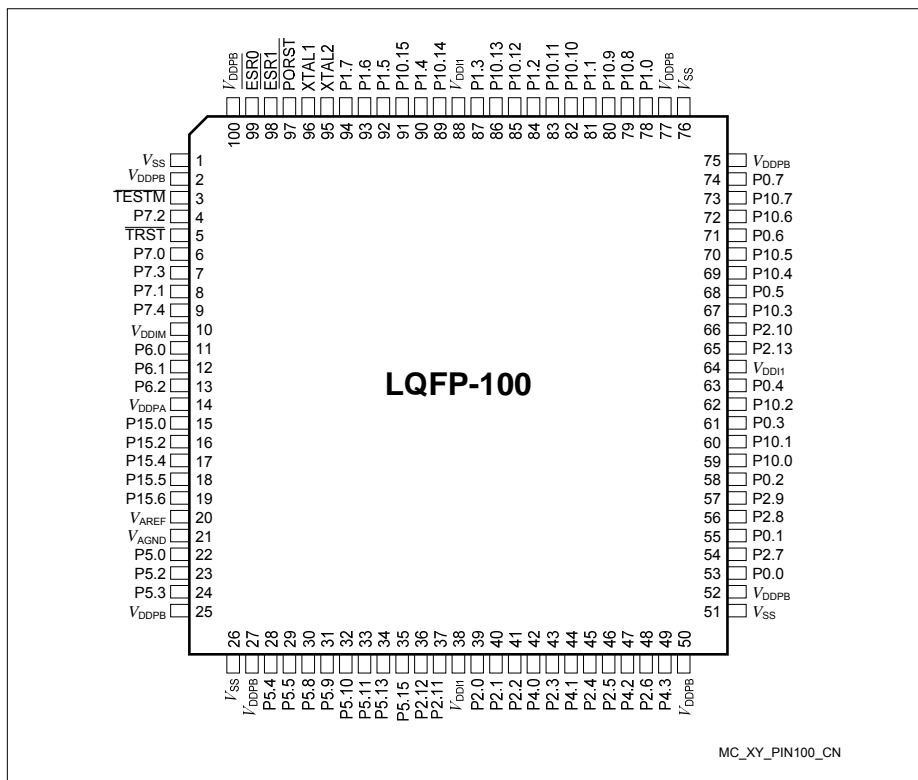 VDDPB
ESR0
ESR1
PORST
XTAL1
XTAL2
P1.7
P1.6
P1.5
P10.15
P1.4
P10.14
VDDI1
P1.3
P10.13
P10.12
P1.2
P10.11
P10.10
P1.1
P10.9
P10.8
P1.0
VDDPB
VSS
100
99
98
97
96
95
94
93
92
91
90
89
88
87
86
85
84
83
82
81
80
79
78
77
76
VSS 1
VDDPB 2
TESTM 3
P7.2 4
TRST 5
P7.0 6
P7.3 7
P7.1 8
P7.4 9
VDDIM 10
P6.0 11
P6.1 12
P6.2 13
VDDPA 14
P15.0 15
P15.2 16
P15.4 17
P15.5 18
P15.6 19
VAREF 20
VAGND 21
P5.0 22
P5.2 23
P5.3 24
VDDPB 25
LQFP-100
75 VDDPB
74 P0.7
73 P10.7
72 P10.6
71 P0.6
70 P10.5
69 P10.4
68 P0.5
67 P10.3
66 P2.10
65 P2.13
64 VDDI1
63 P0.4
62 P10.2
61 P0.3
60 P10.1
59 P10.0
58 P0.2
57 P2.9
56 P2.8
55 P0.1
54 P2.7
53 P0.0
52 VDDPB
51 VSS
26
27
28
29
30
31
32
33
34
35
36
37
38
39
40
41
42
43
44
45
46
47
48
49
50
VSS
VDDPB
P5.4
P5.5
P5.8
P5.9
P5.10
P5.11
P5.13
P5.15
P2.12
P2.11
VDDI1
P2.0
P2.1
P2.2
P4.0
P2.3
P4.1
P2.4
P2.5
P4.2
P2.6
P4.3
VDDPB
MC_XY_PIN100_CN